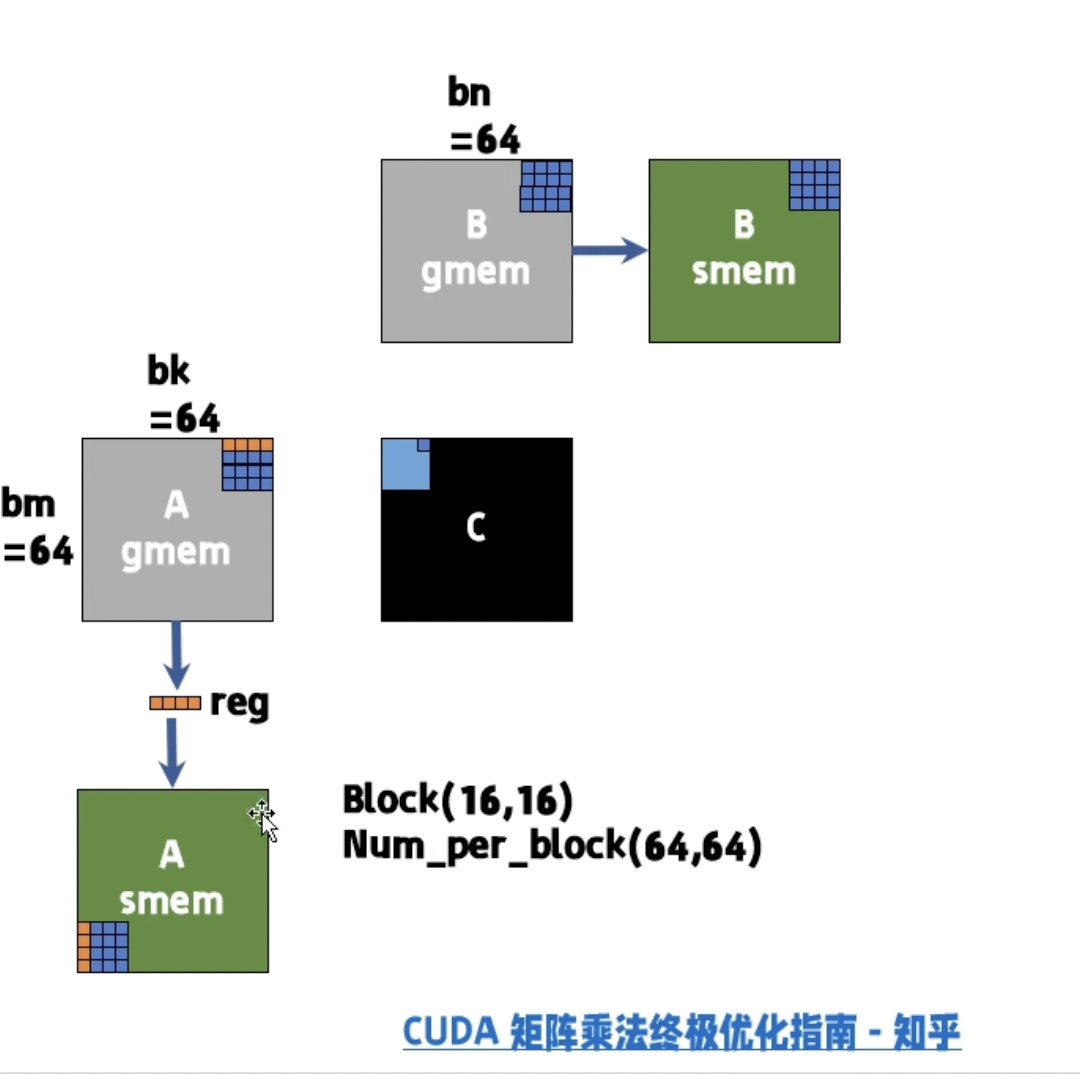 bn
=64
B
gmem
B
smem
bk
=64
bm
=64
A
gmem
C
reg
A
smem
Block(16,16)
Num_per_block(64,64)
CUDA 矩阵乘法终极优化指南 - 知乎